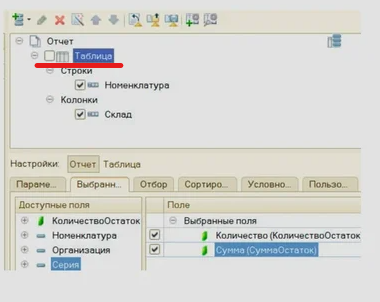 Отчет
Таблица
Строки
Номенклатура
Колонки
Склад
Настройки: Отчет Таблица
Параме... Выбранн... Отбор Сортиро... Условно... Пользо...
Доступные поля Поле
КоличествоОстаток Выбранные поля
Номенклатура Количество (КоличествоОстаток
Организация Сумма (СуммаОстаток)
Серия